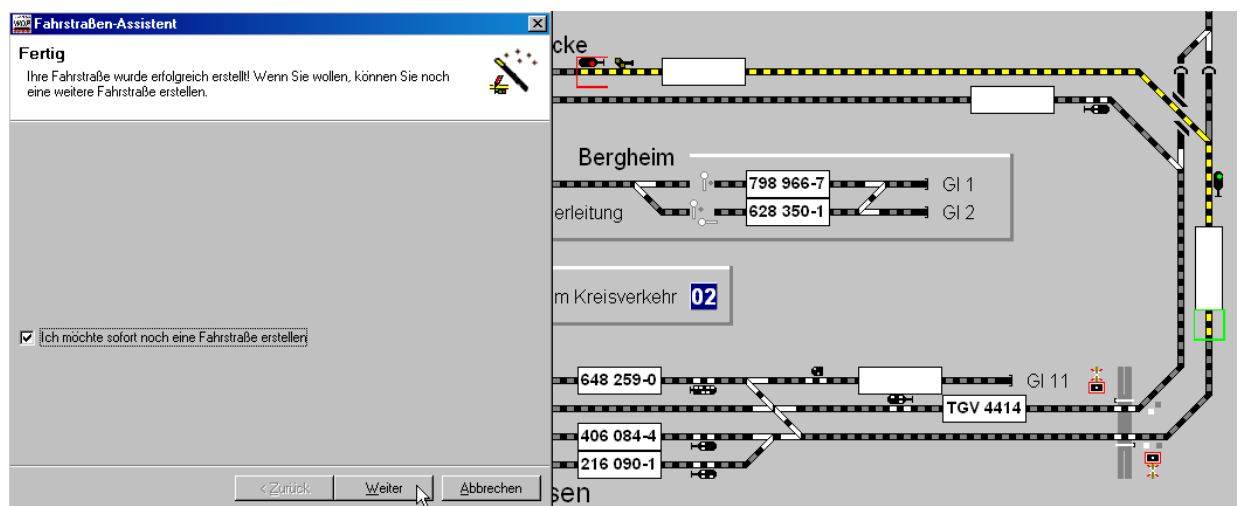 Fahrstraßen-Assistent
Fertig
Ihre Fahrstraße wurde erfolgreich erstellt! Wenn Sie wollen, können Sie noch
eine weitere Fahrstraße erstellen.
Ich möchte sofort noch eine Fahrstraße erstellen
< Zurück
Weiter
Abbrechen
cke
Bergheim
798 966-7
Gl 1
erleitung
628 350-1
Gl 2
m Kreisverkehr 02
648 259-0
Gl 11
TGV 4414
406 084-4
216 090-1
sen